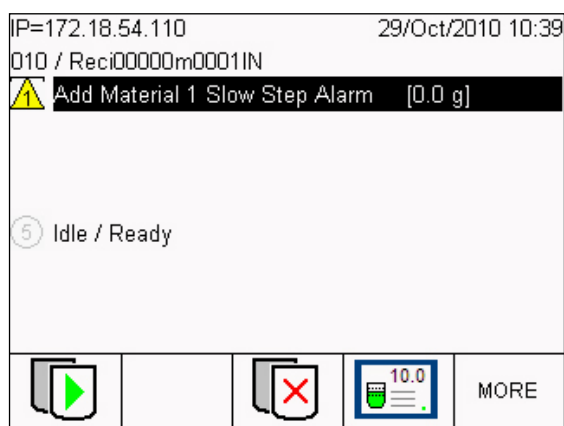 IP=172.18.54.110 29/Oct/2010 10:39
010 / Reci00000m0001IN
1 Add Material 1 Slow Step Alarm [0.0 g]
5 Idle / Ready
10.0
MORE